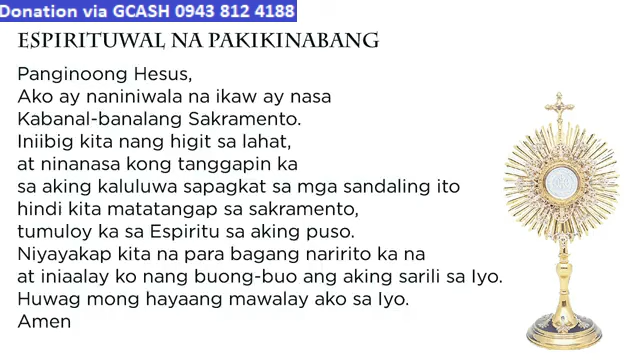 Donation via GCASH 0943 812 4188
ESPIRITUWAL NA PAKIKINABANG
Panginoong Hesus,
Ako ay naniniwala na ikaw ay nasa
Kabanal-banalang Sakramento.
Iniibig kita nang higit sa lahat,
at ninanasa kong tanggapin ka
sa aking kaluluwa sapagkat sa mga sandaling ito
hindi kita matatangap sa sakramento,
tumuloy ka sa Espiritu sa aking puso.
Niyayakap kita na para bagang naririto ka na
at iniaalay ko nang buong-buo ang aking sarili sa Iyo.
Huwag mong hayaang mawalay ako sa Iyo.
Amen